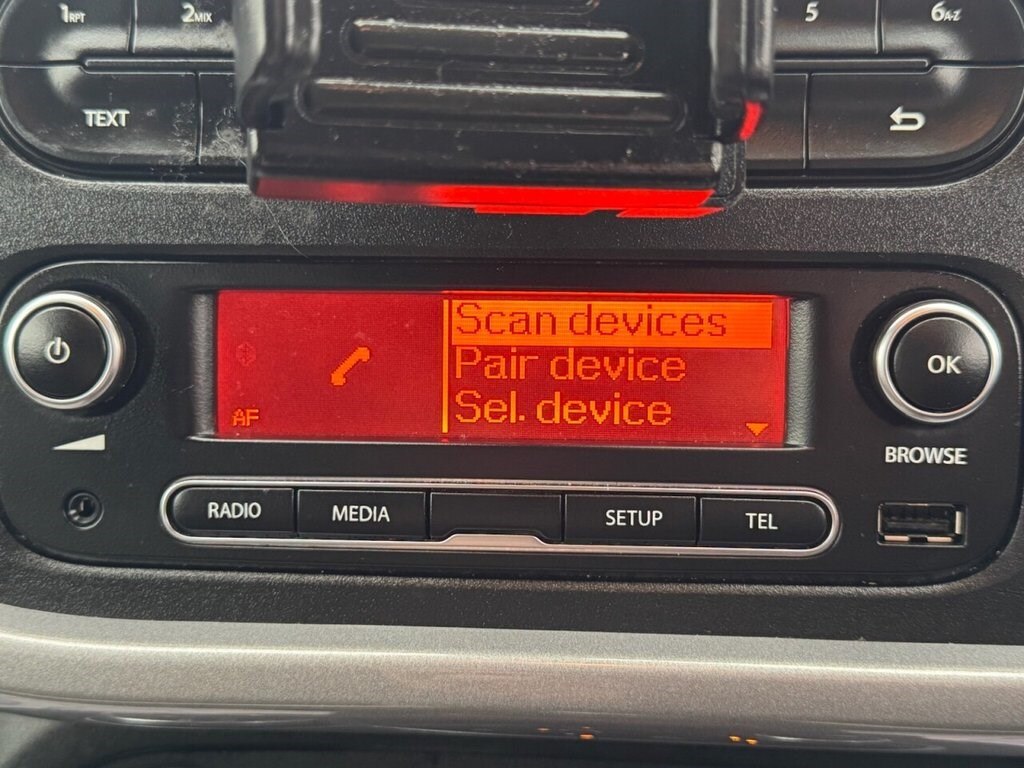 1RPT
2MIX
5
6A-Z
TEXT
Scan devices
Pair device
Sel. device
AF
OK
BROWSE
RADIO
MEDIA
SETUP
TEL